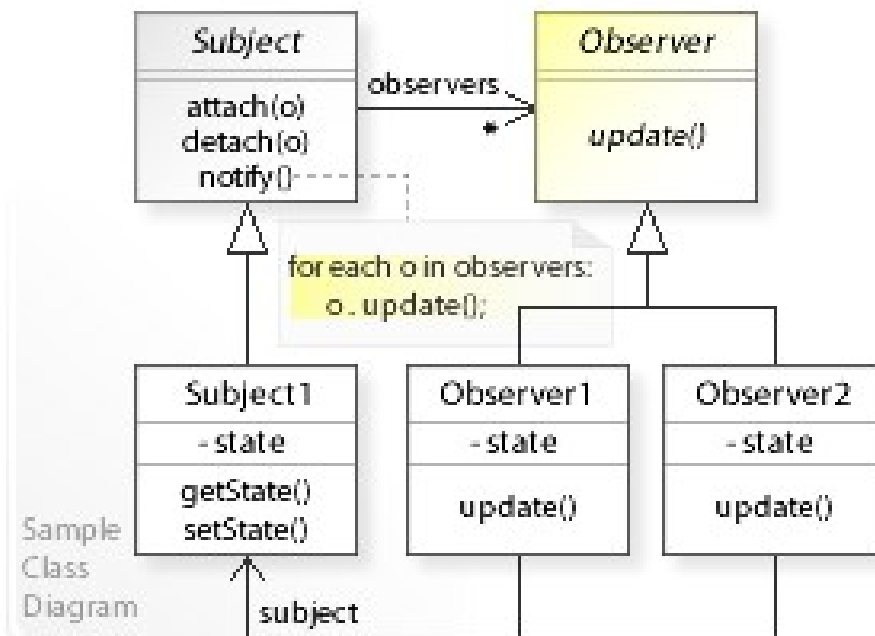 Subject
attach(o)
detach(o)
notify()
observers
*
Observer
update()
for each o in observers:
o . update();
Subject1
- state
getState()
setState()
Observer1
- state
update()
Observer2
- state
update()
Sample
Class
Diagram
subject